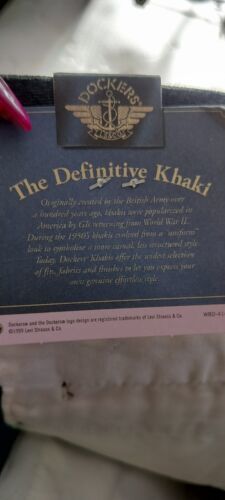 DOCKERS
The Definitive Khaki
Originally created by the British Army over
a hundred years ago, khakis were popularized in
America by GIs returning from World War II.
During the 1950s khakis evolved from a "uniform"
look to symbolize a more casual, less structured style.
Today, Dockers® Khakis offer the widest selection
of fits, fabrics and finishes to let you express your
own genuine effortless style.
Dockers® and the Dockers® logo design are registered trademarks of Levi Strauss & Co.
©1999 Levi Strauss & Co.